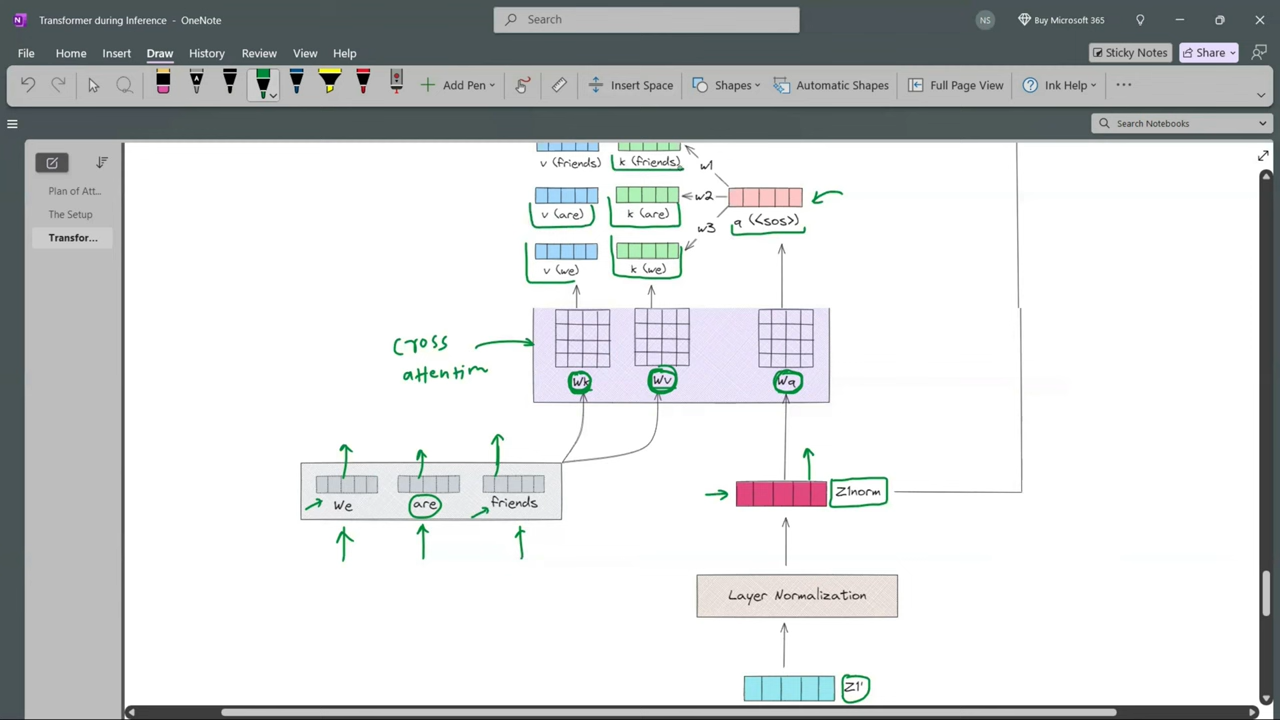 Transformer during Inference - OneNote
Search
NS
Buy Microsoft 365
File Home Insert Draw History Review View Help
Sticky Notes
Share
Add Pen
Insert Space
Shapes
Automatic Shapes
Full Page View
Ink Help
Search Notebooks
Plan of Att...
The Setup
Transfor...
v (friends)
k (friends)
w1
v (are)
k (are)
w2
q (<sos>)
w3
v (we)
k (we)
Cross
attention
Wk
Wv
Wq
We
are
friends
Z1norm
Layer Normalization
Z1'